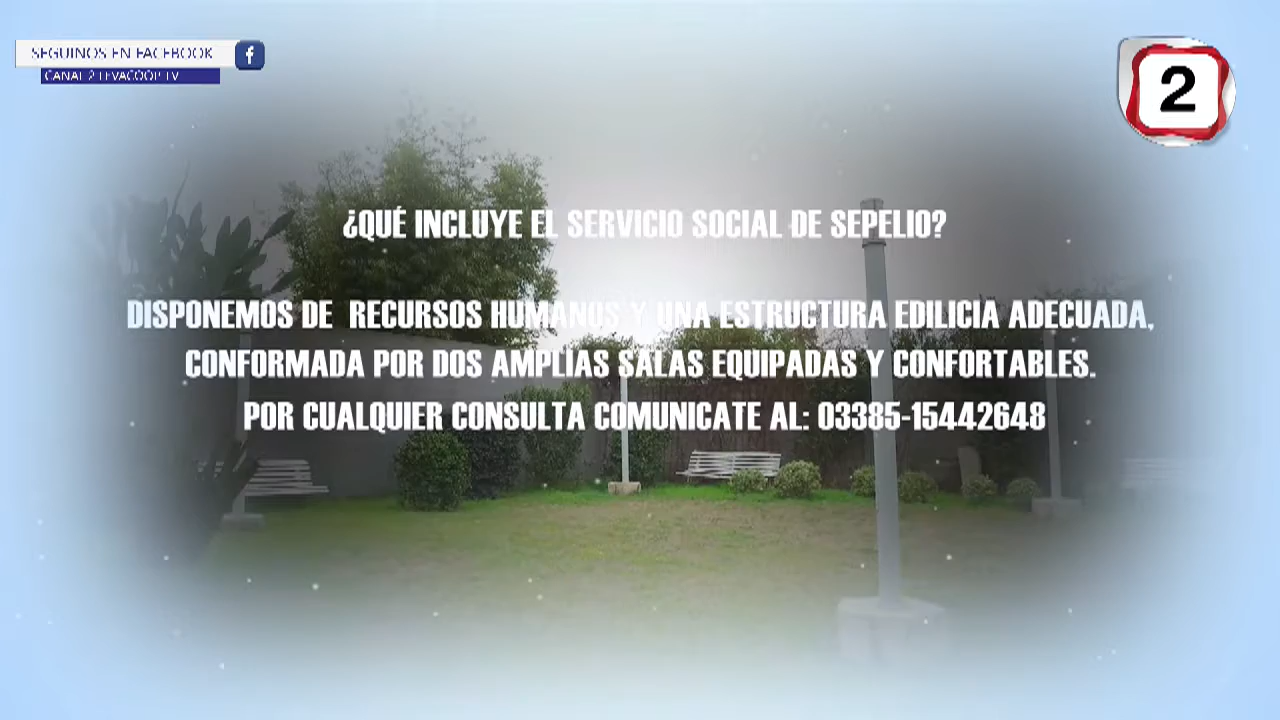 SEGUINOS EN FACEBOOK
CANAL 2 LEVACOOP TV
2
¿QUÉ INCLUYE EL SERVICIO SOCIAL DE SEPELIO?
DISPONEMOS DE RECURSOS HUMANOS Y UNA ESTRUCTURA EDILICIA ADECUADA,
CONFORMADA POR DOS AMPLIAS SALAS EQUIPADAS Y CONFORTABLES.
POR CUALQUIER CONSULTA COMUNICATE AL: 03385-15442648